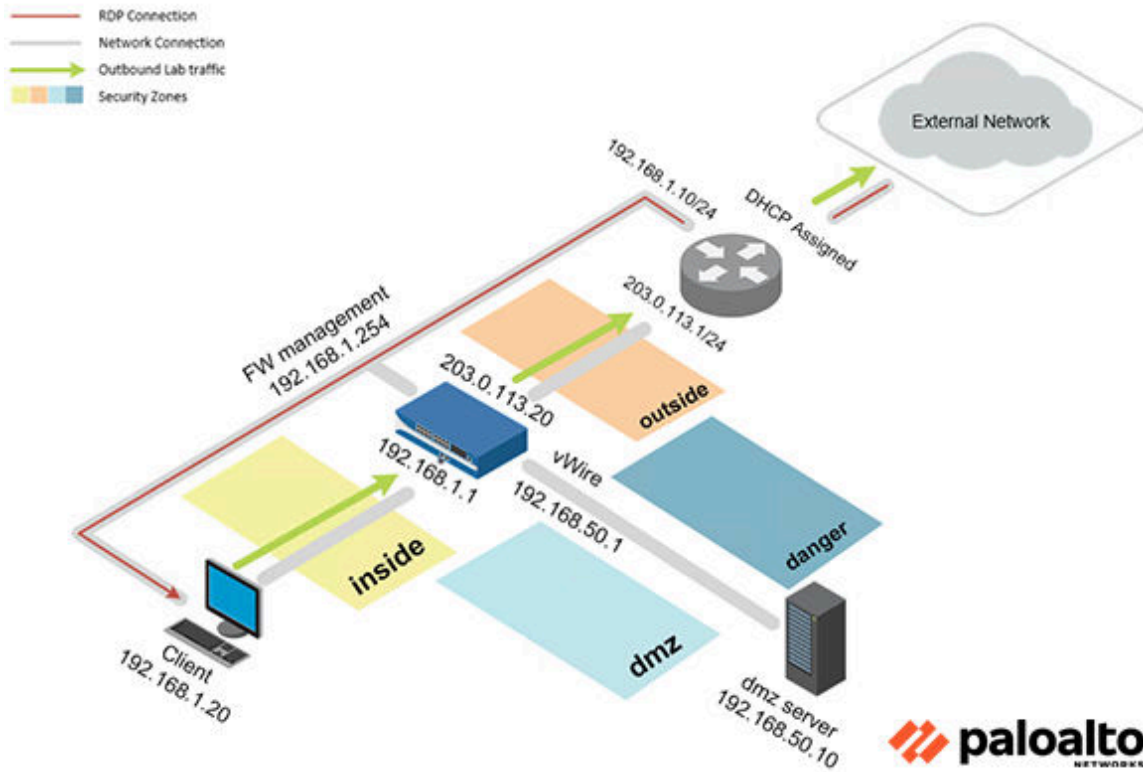 RDP Connection
Network Connection
Outbound Lab traffic
Security Zones
External Network
192.168.1.10/24
DHCP Assigned
203.0.113.1/24
FW management
192.168.1.254
203.0.113.20
outside
192.168.1.1
vWire
192.168.50.1
danger
inside
dmz
Client
192.168.1.20
dmz server
192.168.50.10
paloalto
NETWORKS